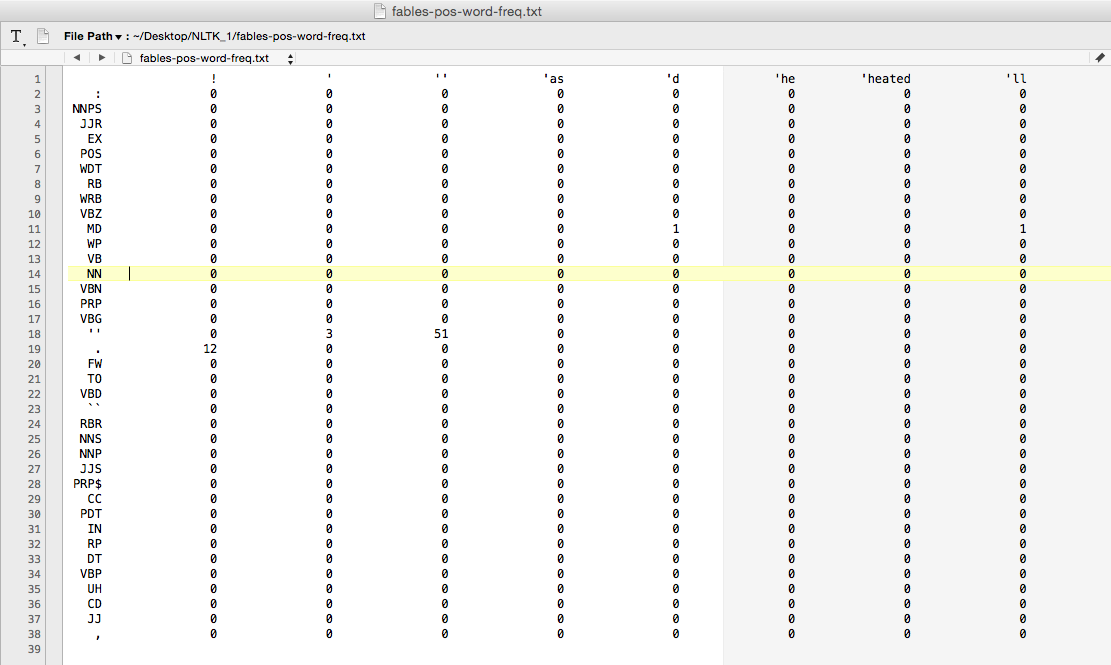 fables-pos-word-freq.txt
T. File Path ▾ : ~/Desktop/NLTK_1/fables-pos-word-freq.txt
◀ ▶ fables-pos-word-freq.txt
1 ! ' '' 'as 'd 'he 'heated 'll
2 : 0 0 0 0 0 0 0 0
3 NNPS 0 0 0 0 0 0 0 0
4 JJR 0 0 0 0 0 0 0 0
5 EX 0 0 0 0 0 0 0 0
6 POS 0 0 0 0 0 0 0 0
7 WDT 0 0 0 0 0 0 0 0
8 RB 0 0 0 0 0 0 0 0
9 WRB 0 0 0 0 0 0 0 0
10 VBZ 0 0 0 0 0 0 0 0
11 MD 0 0 0 0 1 0 0 1
12 WP 0 0 0 0 0 0 0 0
13 VB 0 0 0 0 0 0 0 0
14 NN 0 0 0 0 0 0 0 0
15 VBN 0 0 0 0 0 0 0 0
16 PRP 0 0 0 0 0 0 0 0
17 VBG 0 0 0 0 0 0 0 0
18 '' 0 3 51 0 0 0 0 0
19 . 12 0 0 0 0 0 0 0
20 FW 0 0 0 0 0 0 0 0
21 TO 0 0 0 0 0 0 0 0
22 VBD 0 0 0 0 0 0 0 0
23 `` 0 0 0 0 0 0 0 0
24 RBR 0 0 0 0 0 0 0 0
25 NNS 0 0 0 0 0 0 0 0
26 NNP 0 0 0 0 0 0 0 0
27 JJS 0 0 0 0 0 0 0 0
28 PRP$ 0 0 0 0 0 0 0 0
29 CC 0 0 0 0 0 0 0 0
30 PDT 0 0 0 0 0 0 0 0
31 IN 0 0 0 0 0 0 0 0
32 RP 0 0 0 0 0 0 0 0
33 DT 0 0 0 0 0 0 0 0
34 VBP 0 0 0 0 0 0 0 0
35 UH 0 0 0 0 0 0 0 0
36 CD 0 0 0 0 0 0 0 0
37 JJ 0 0 0 0 0 0 0 0
38 , 0 0 0 0 0 0 0 0
39